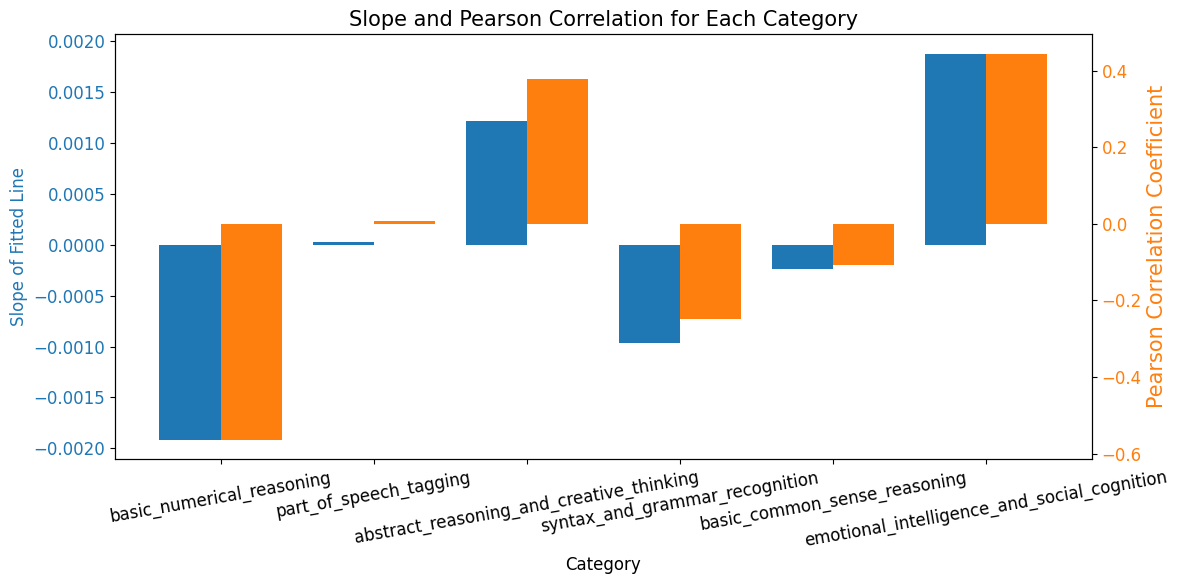 Slope and Pearson Correlation for Each Category
Slope of Fitted Line
0.0020
0.0015
0.0010
0.0005
0.0000
−0.0005
−0.0010
−0.0015
−0.0020
0.4
0.2
0.0
−0.2
−0.4
−0.6
Pearson Correlation Coefficient
basic_numerical_reasoning
part_of_speech_tagging
abstract_reasoning_and_creative_thinking
syntax_and_grammar_recognition
basic_common_sense_reasoning
emotional_intelligence_and_social_cognition
Category